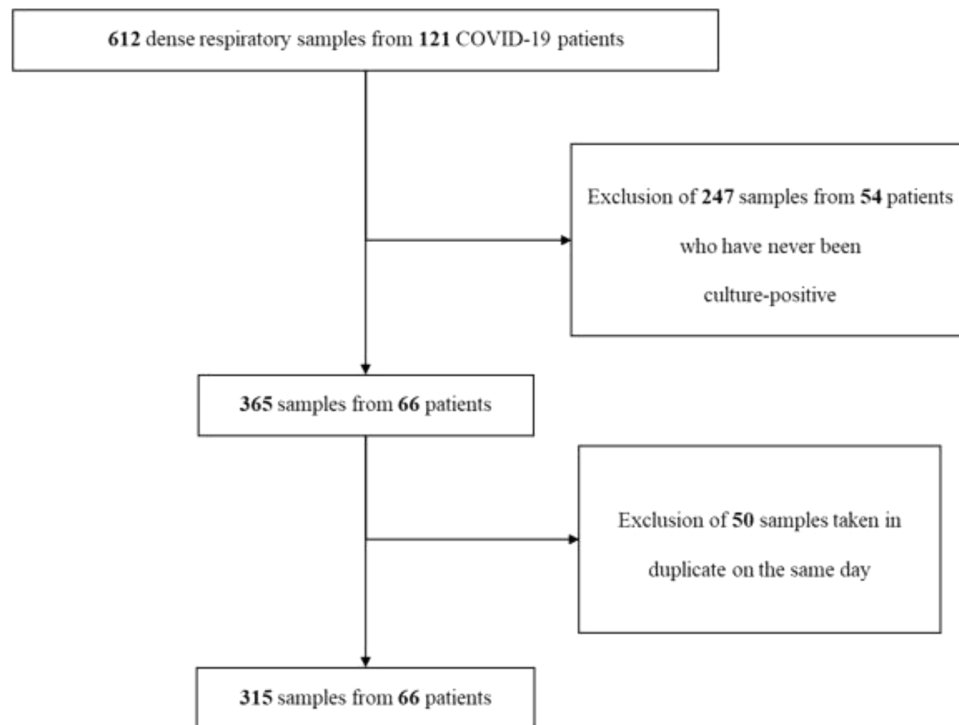 612 dense respiratory samples from 121 COVID-19 patients
Exclusion of 247 samples from 54 patients
who have never been
culture-positive
365 samples from 66 patients
Exclusion of 50 samples taken in
duplicate on the same day
315 samples from 66 patients